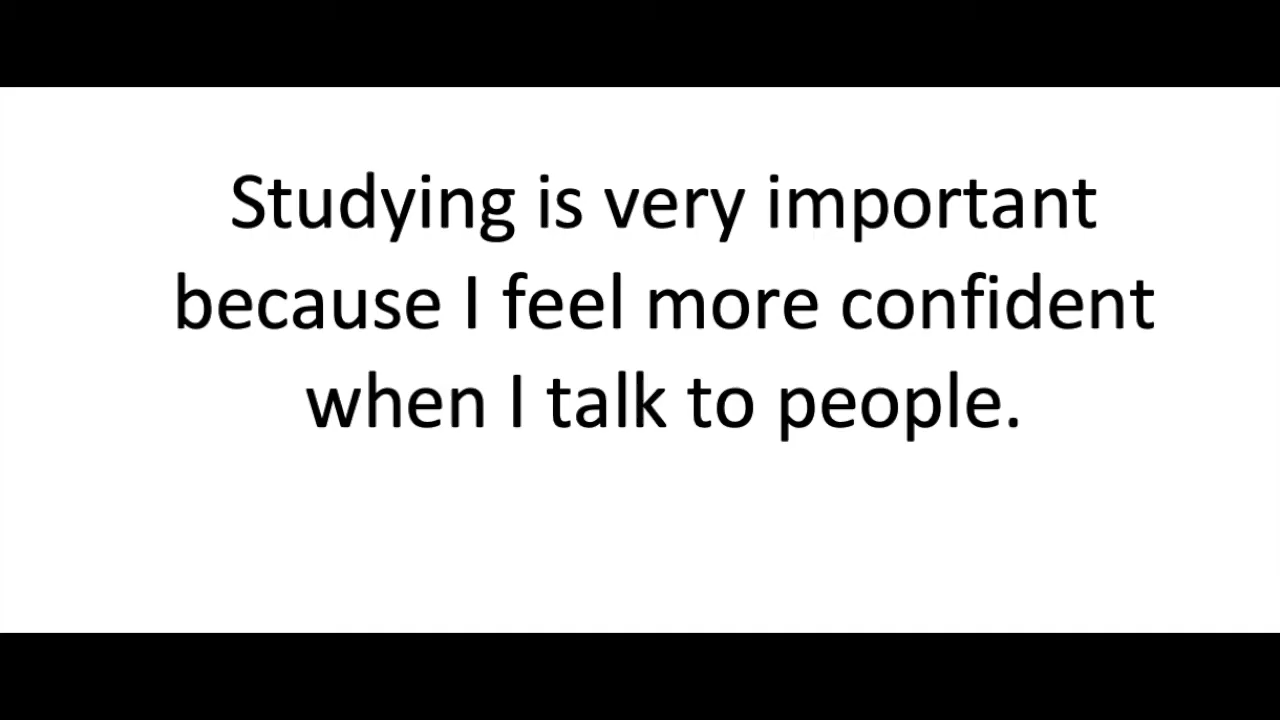 Studying is very important
because I feel more confident
when I talk to people.